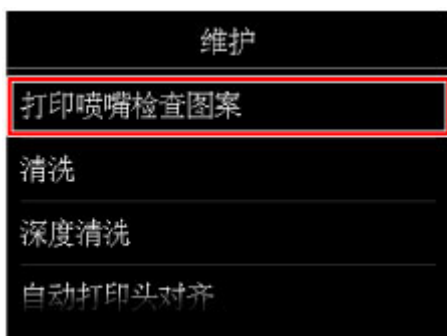 维护
打印喷嘴检查图案
清洗
深度清洗
自动打印头对齐